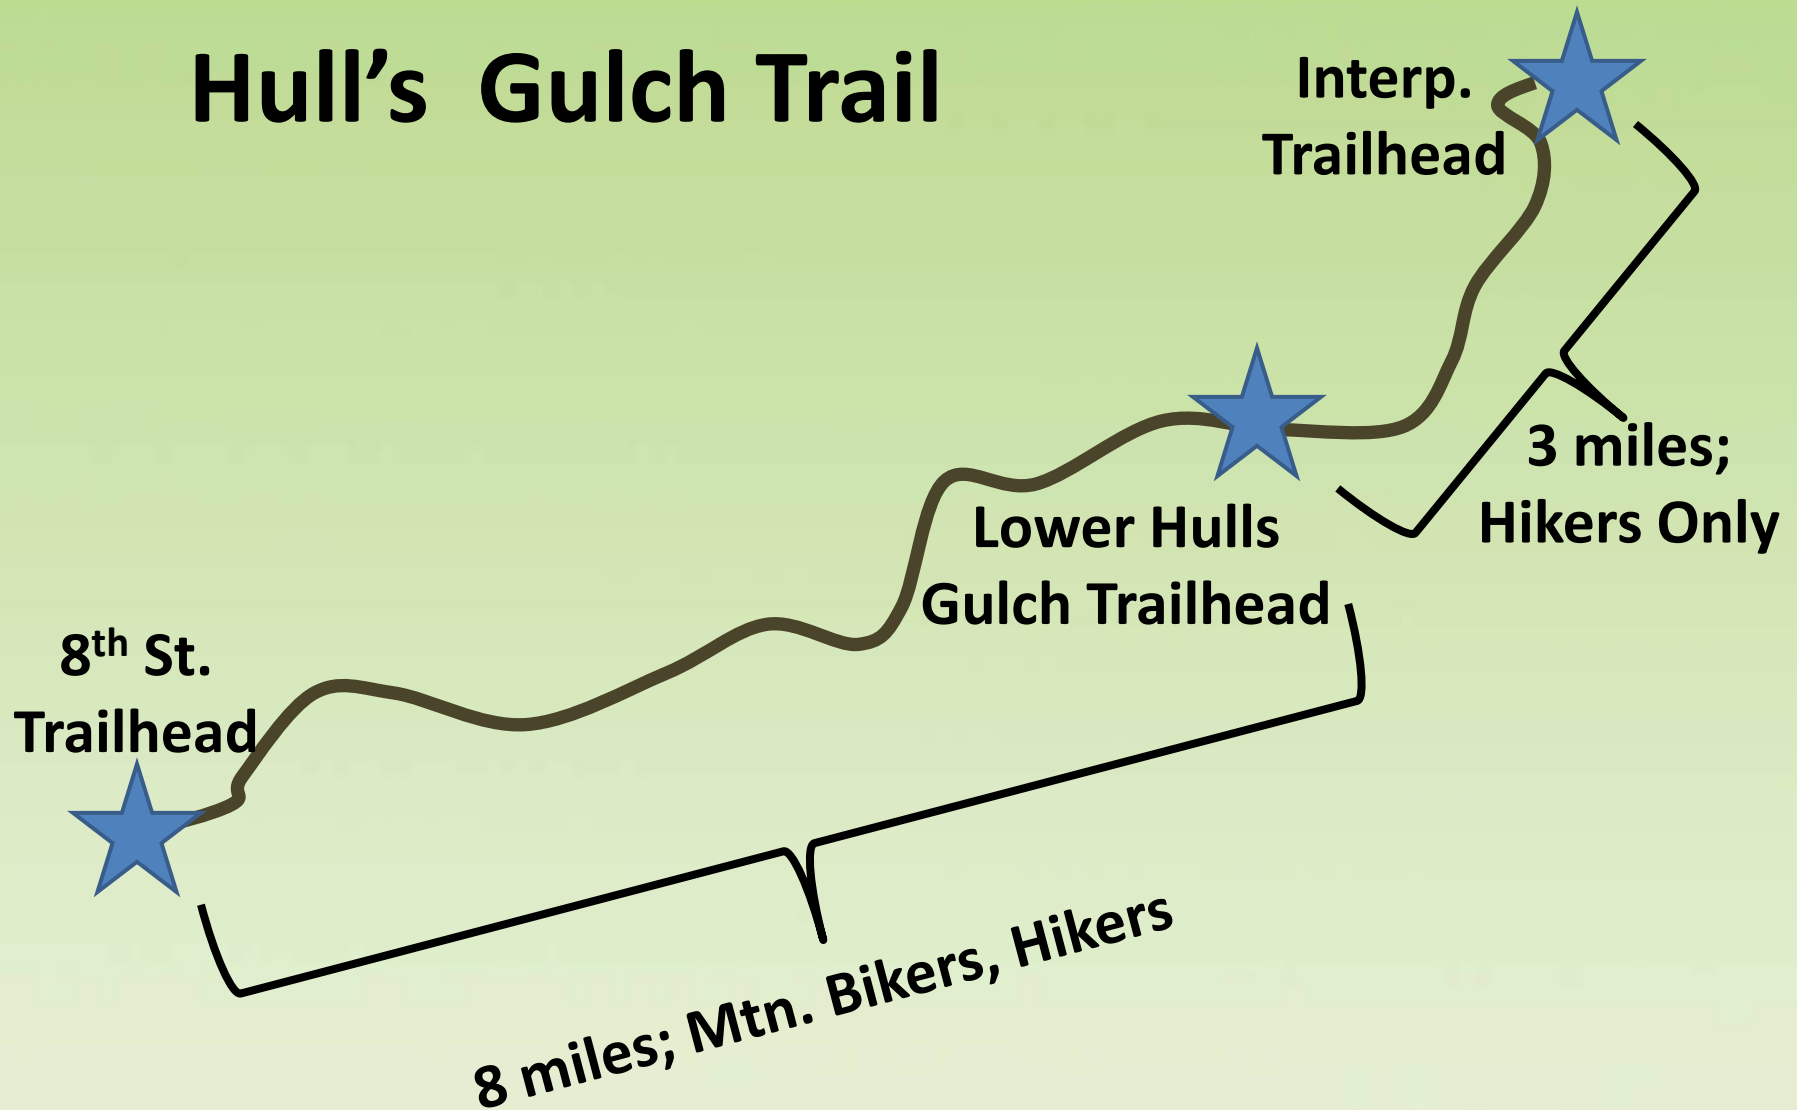 Hull’s  Gulch Trail
Interp.
Trailhead
3 miles;
Hikers Only
Lower Hulls
Gulch Trailhead
8th St.
Trailhead
8 miles; Mtn. Bikers, Hikers